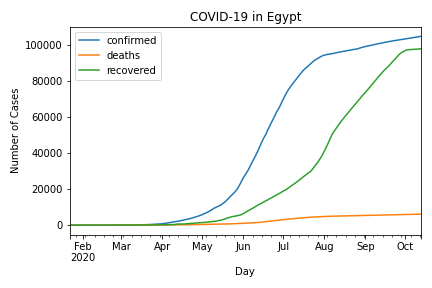 COVID-19 in Egypt
confirmed
deaths
recovered
Number of Cases
100000
80000
60000
40000
20000
0
Feb Mar Apr May Jun Jul Aug Sep Oct
2020
Day